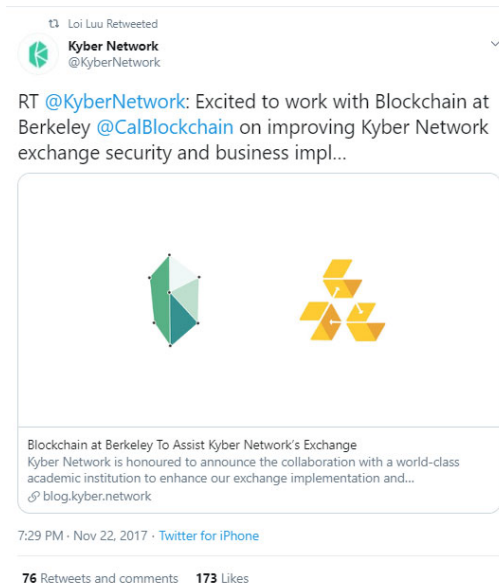 Loi Luu Retweeted
Kyber Network
@KyberNetwork
RT @KyberNetwork: Excited to work with Blockchain at
Berkeley @CalBlockchain on improving Kyber Network
exchange security and business impl...
Blockchain at Berkeley To Assist Kyber Network's Exchange
Kyber Network is honoured to announce the collaboration with a world-class
academic institution to enhance our exchange implementation and...
blog.kyber.network
7:29 PM · Nov 22, 2017 · Twitter for iPhone
76 Retweets and comments 173 Likes